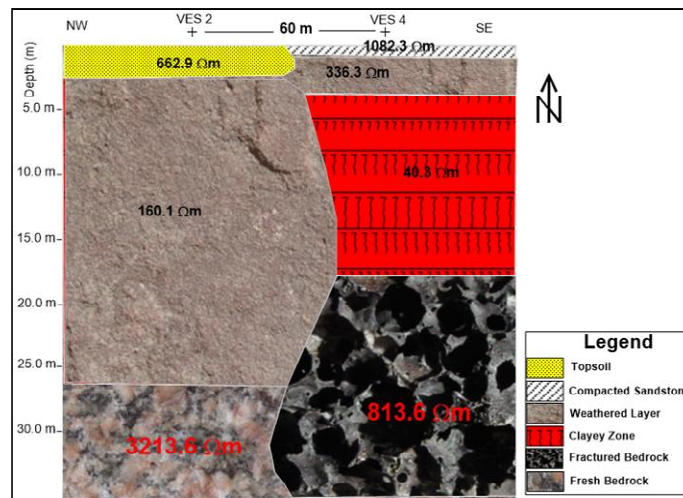 NW VES 2 60 m VES 4 SE
Depth (m)
1082.3 Ωm
662.9 Ωm
336.3 Ωm
5.0 m
10.0 m
40.3 Ωm
160.1 Ωm
15.0 m
20.0 m
25.0 m
813.6 Ωm
30.0 m
3213.6 Ωm
N
Legend
Topsoil
Compacted Sandston
Weathered Layer
Clayey Zone
Fractured Bedrock
Fresh Bedrock